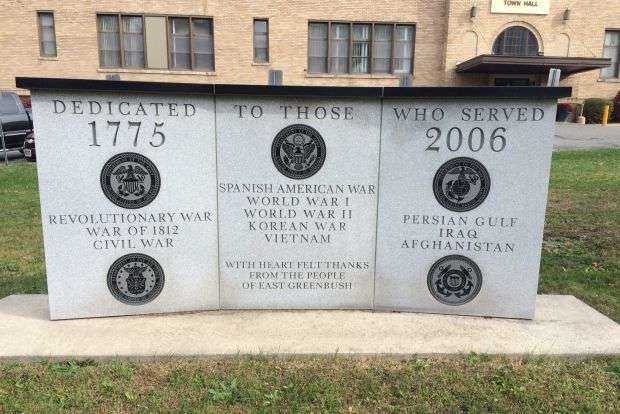 TOWN HALL
DEDICATED TO THOSE WHO SERVED
1775 2006
REVOLUTIONARY WAR
WAR OF 1812
CIVIL WAR
SPANISH AMERICAN WAR
WORLD WAR I
WORLD WAR II
KOREAN WAR
VIETNAM
WITH HEART FELT THANKS
FROM THE PEOPLE
OF EAST GREENBUSH
PERSIAN GULF
IRAQ
AFGHANISTAN